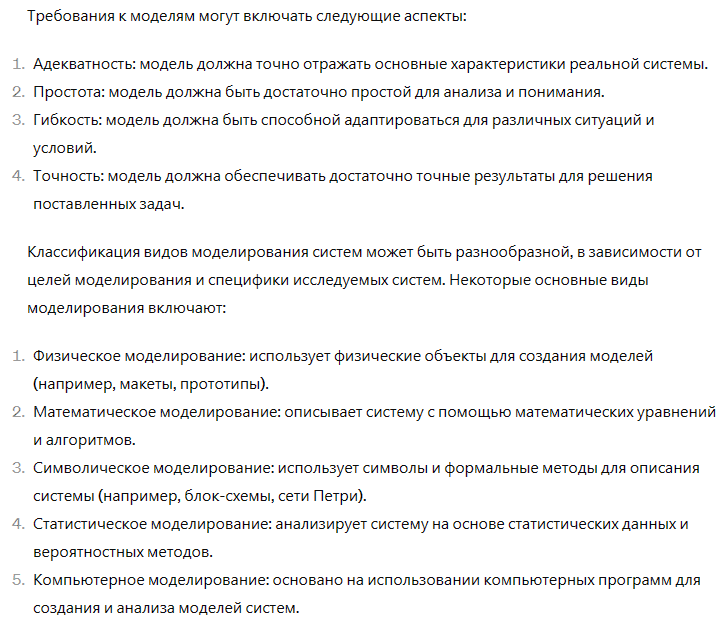 Требования к моделям могут включать следующие аспекты:
1. Адекватность: модель должна точно отражать основные характеристики реальной системы.
2. Простота: модель должна быть достаточно простой для анализа и понимания.
3. Гибкость: модель должна быть способной адаптироваться для различных ситуаций и
условий.
4. Точность: модель должна обеспечивать достаточно точные результаты для решения
поставленных задач.
Классификация видов моделирования систем может быть разнообразной, в зависимости от
целей моделирования и специфики исследуемых систем. Некоторые основные виды
моделирования включают:
1. Физическое моделирование: использует физические объекты для создания моделей
(например, макеты, прототипы).
2. Математическое моделирование: описывает систему с помощью математических уравнений
и алгоритмов.
3. Символическое моделирование: использует символы и формальные методы для описания
системы (например, блок-схемы, сети Петри).
4. Статистическое моделирование: анализирует систему на основе статистических данных и
вероятностных методов.
5. Компьютерное моделирование: основано на использовании компьютерных программ для
создания и анализа моделей систем.